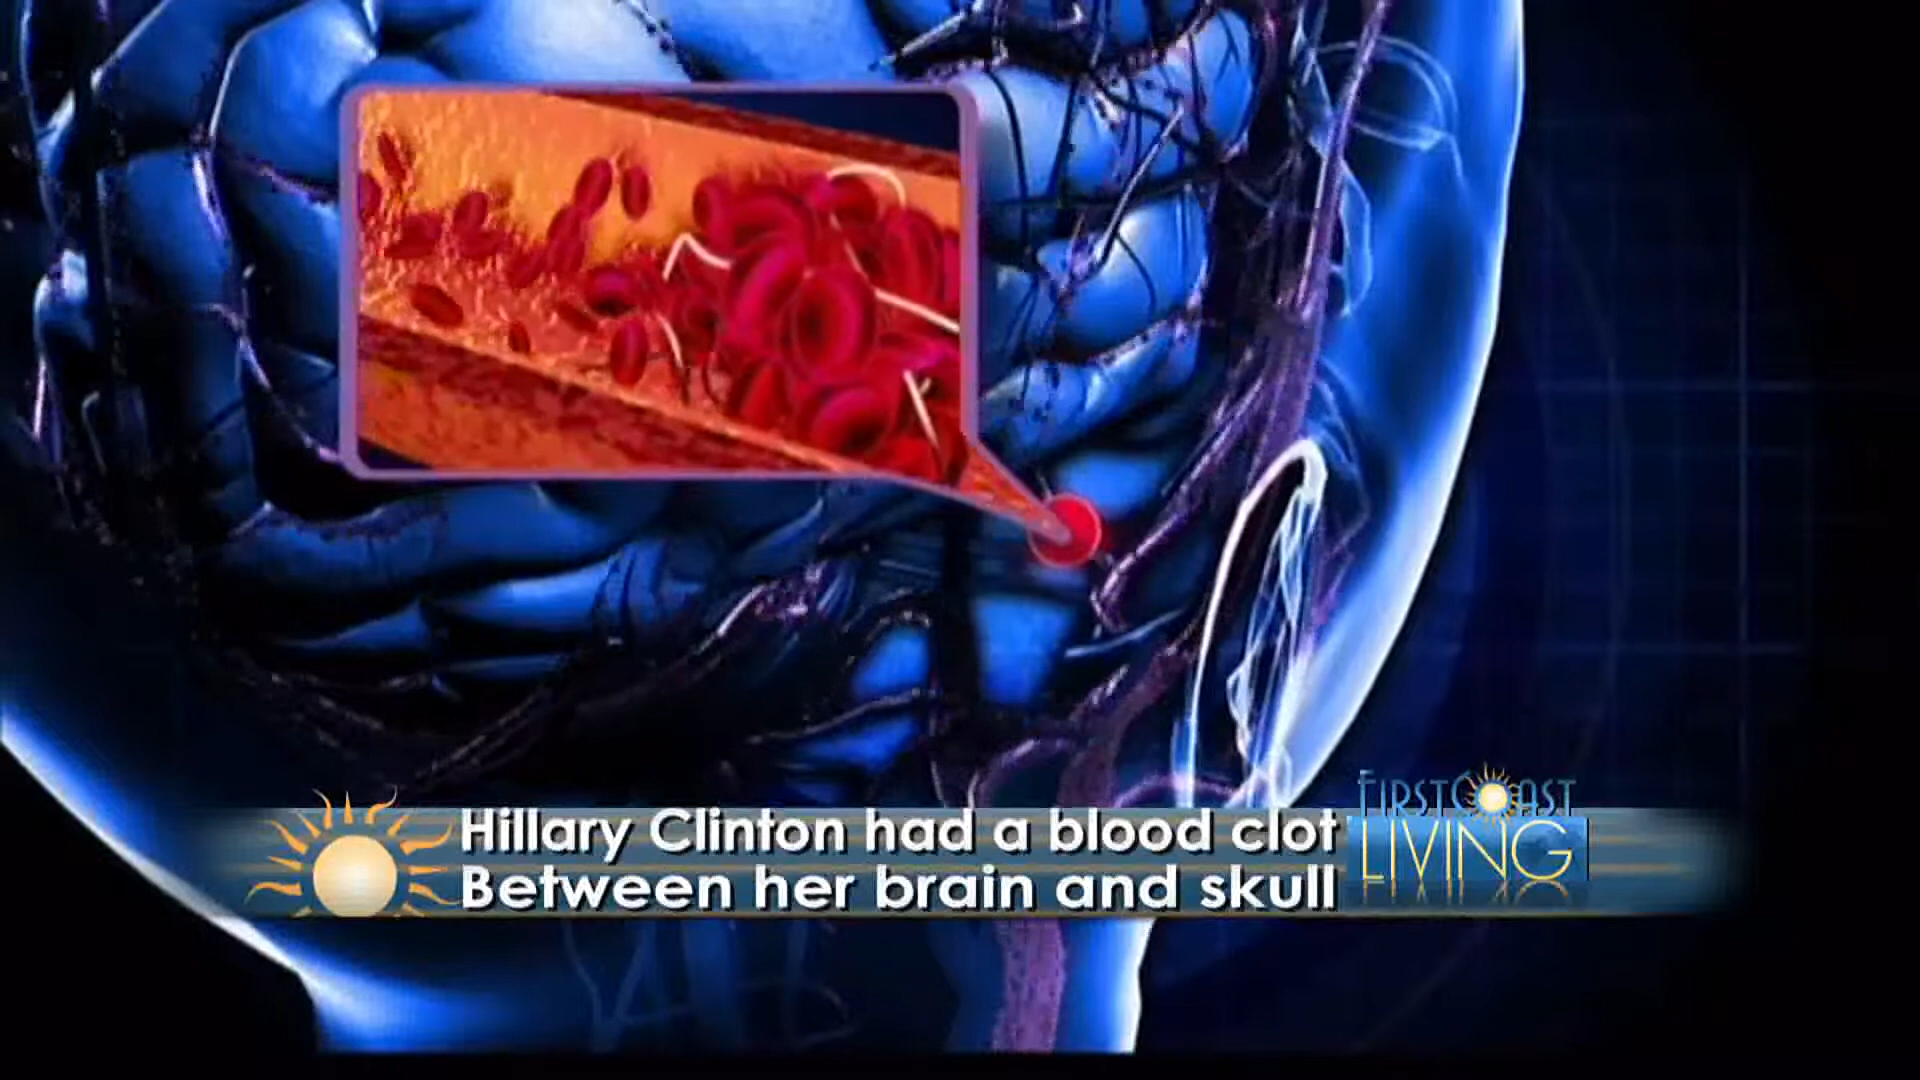 Hillary Clinton had a blood clot
Between her brain and skull
FIRST COAST
LIVING